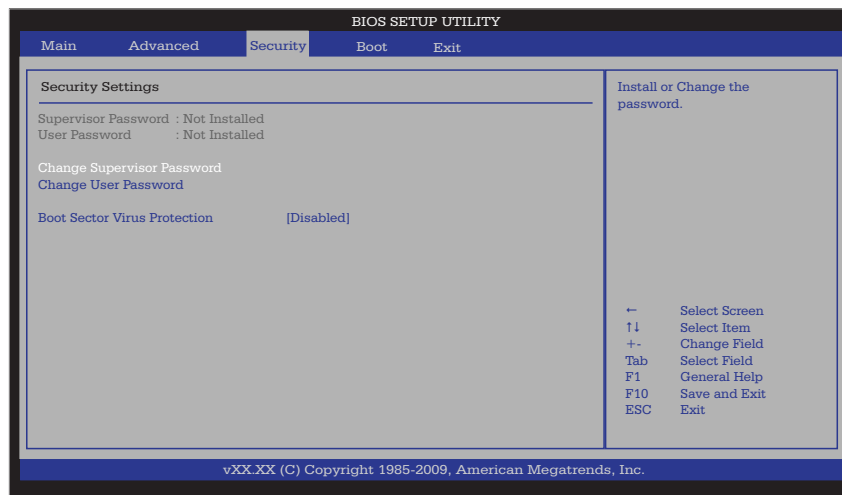 BIOS SETUP UTILITY
Main Advanced Security Boot Exit
Security Settings
Supervisor Password : Not Installed
User Password : Not Installed
Change Supervisor Password
Change User Password
Boot Sector Virus Protection [Disabled]
Install or Change the
password.
← Select Screen
↑↓ Select Item
+- Change Field
Tab Select Field
F1 General Help
F10 Save and Exit
ESC Exit
vXX.XX (C) Copyright 1985-2009, American Megatrends, Inc.